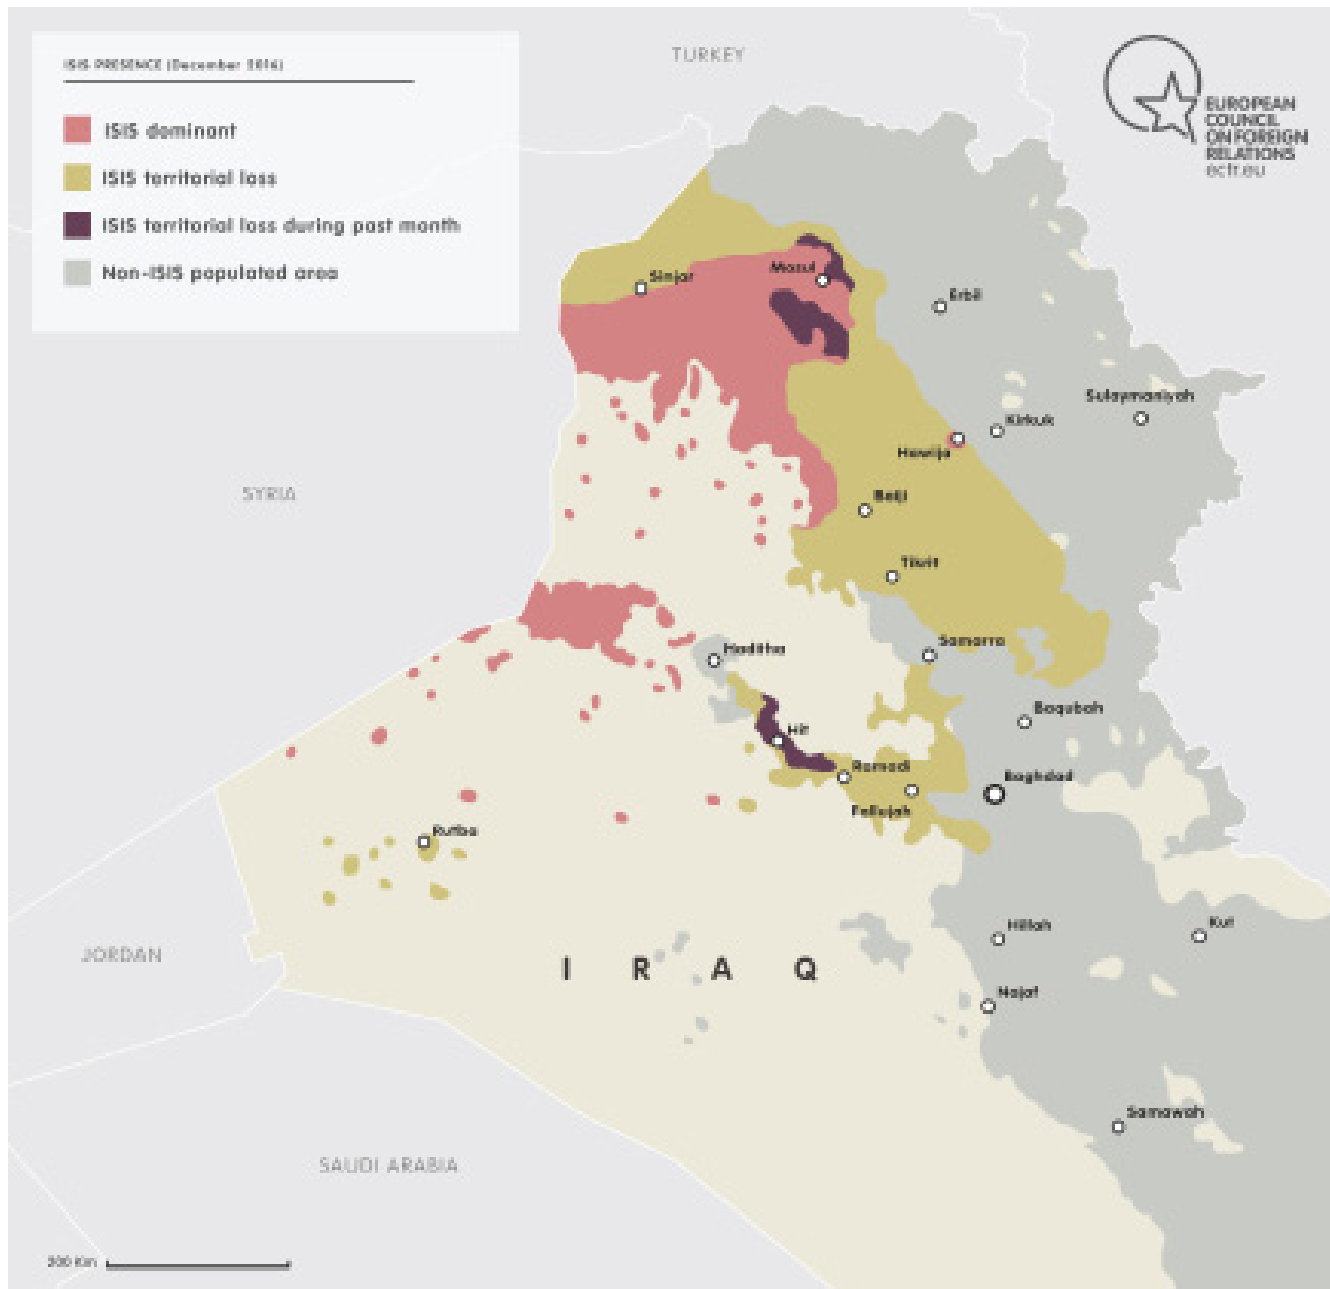 ISIS PRESENCE (December 2016)
ISIS dominant
ISIS territorial loss
ISIS territorial loss during past month
Non-ISIS populated area
TURKEY
EUROPEAN
COUNCIL
ON FOREIGN
RELATIONS
ecfr.eu
Sinjar
Mosul
Erbil
Sulaymaniyah
Kirkuk
Hawija
SYRIA
Baiji
Tikrit
Samarra
Haditha
Baqubah
Hit
Ramadi
Baghdad
Fallujah
Rutba
Hillah
Kut
JORDAN
I R A Q
Najaf
Samawah
SAUDI ARABIA
200 Km